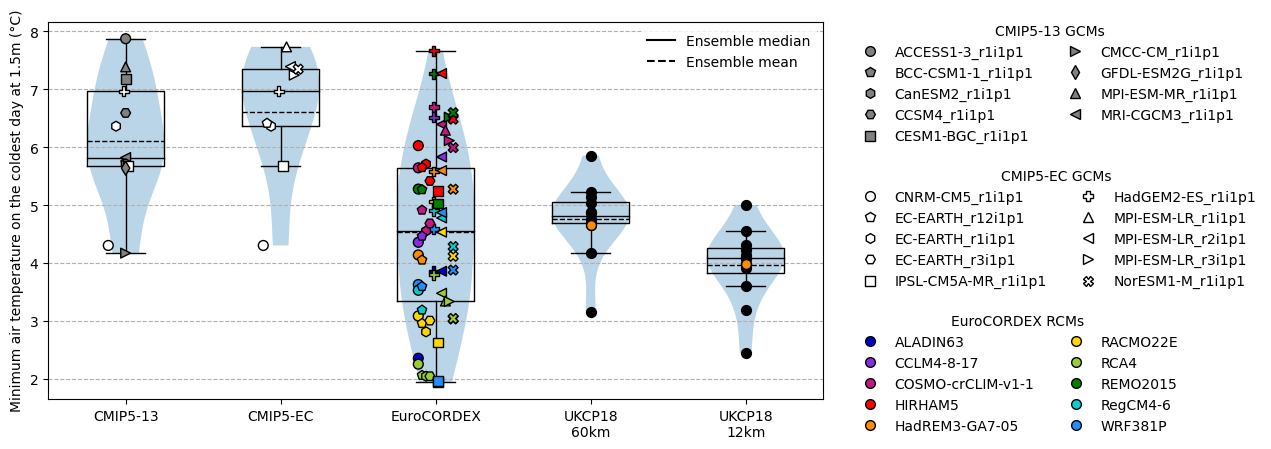 Minimum air temperature on the coldest day at 1.5m (°C)
8
7
6
5
4
3
2
Ensemble median
Ensemble mean
CMIP5-13
CMIP5-EC
EuroCORDEX
UKCP18
60km
UKCP18
12km
CMIP5-13 GCMs
ACCESS1-3_r1i1p1
BCC-CSM1-1_r1i1p1
CanESM2_r1i1p1
CCSM4_r1i1p1
CESM1-BGC_r1i1p1
CMCC-CM_r1i1p1
GFDL-ESM2G_r1i1p1
MPI-ESM-MR_r1i1p1
MRI-CGCM3_r1i1p1
CMIP5-EC GCMs
CNRM-CM5_r1i1p1
EC-EARTH_r12i1p1
EC-EARTH_r1i1p1
EC-EARTH_r3i1p1
IPSL-CM5A-MR_r1i1p1
HadGEM2-ES_r1i1p1
MPI-ESM-LR_r1i1p1
MPI-ESM-LR_r2i1p1
MPI-ESM-LR_r3i1p1
NorESM1-M_r1i1p1
EuroCORDEX RCMs
ALADIN63
CCLM4-8-17
COSMO-crCLIM-v1-1
HIRHAM5
HadREM3-GA7-05
RACMO22E
RCA4
REMO2015
RegCM4-6
WRF381P